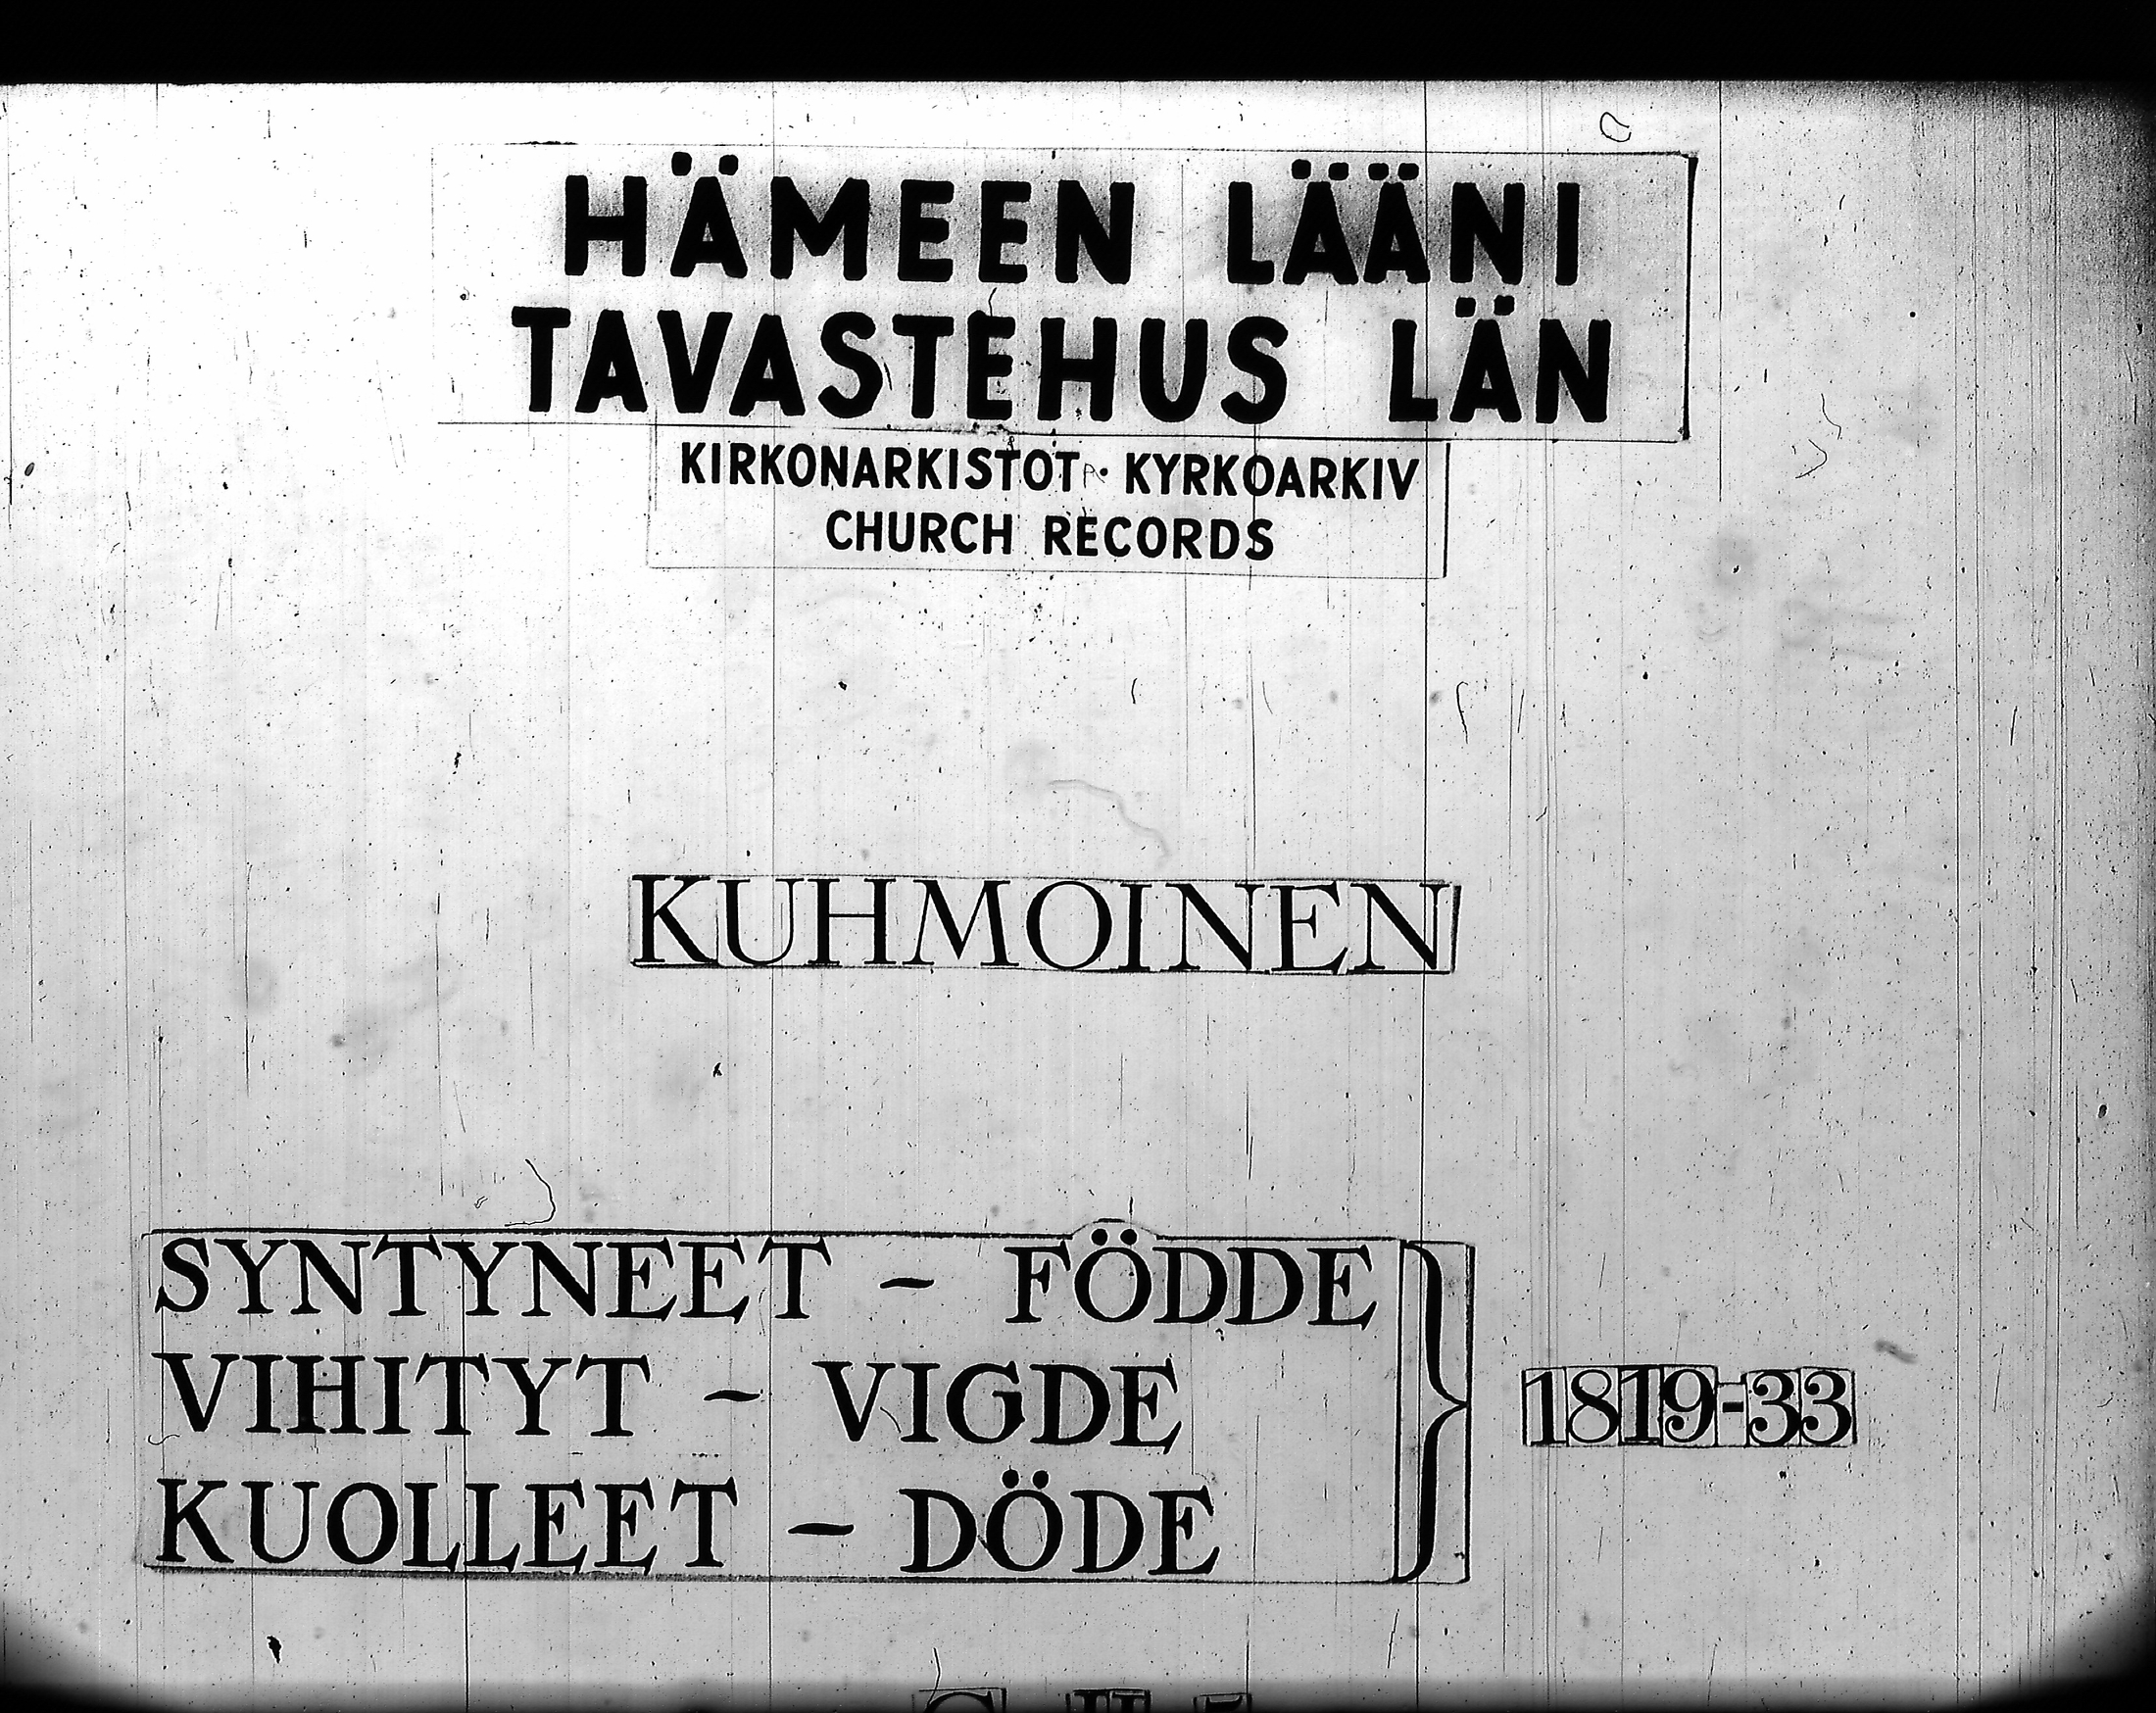 HÄMEEN LÄÄNI
TAVASTEHUS LÄN
KIRKONARKISTOT · KYRKOARKIV
CHURCH RECORDS
KUHMOINEN
SYNTYNEET - FÖDDE
VIHITYT - VIGDE } 1819-33
KUOLLEET - DÖDE